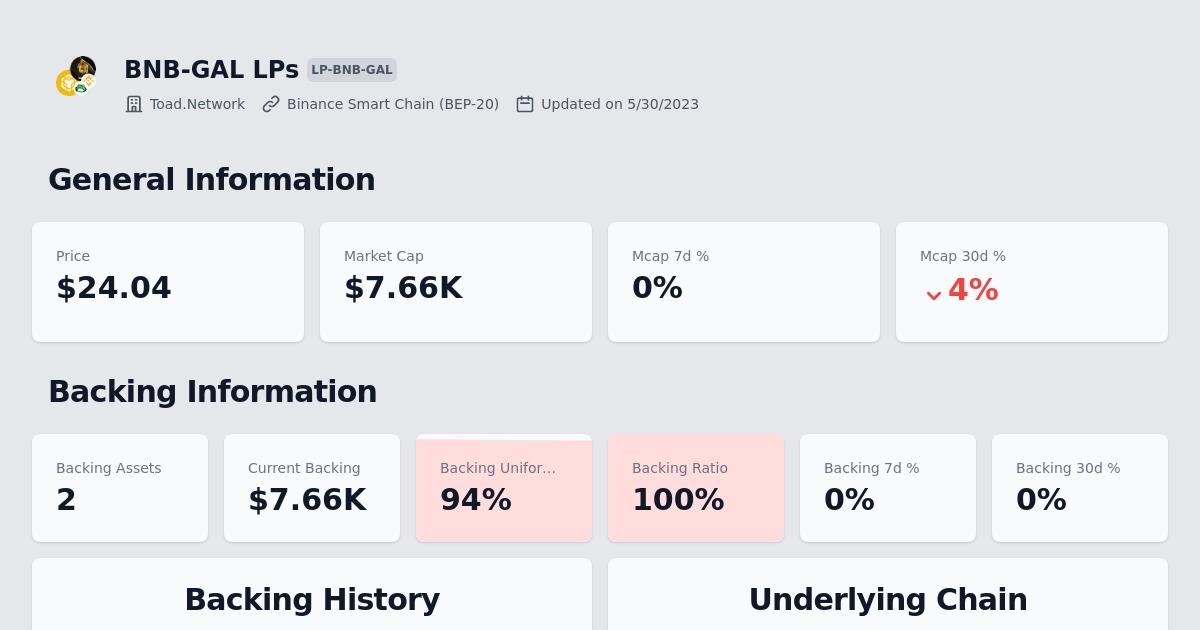 BNB-GAL LPs LP-BNB-GAL
Toad.Network Binance Smart Chain (BEP-20) Updated on 5/30/2023
General Information
Price
$24.04
Market Cap
$7.66K
Mcap 7d %
0%
Mcap 30d %
4%
Backing Information
Backing Assets
2
Current Backing
$7.66K
Backing Unifor...
94%
Backing Ratio
100%
Backing 7d %
0%
Backing 30d %
0%
Backing History
Underlying Chain